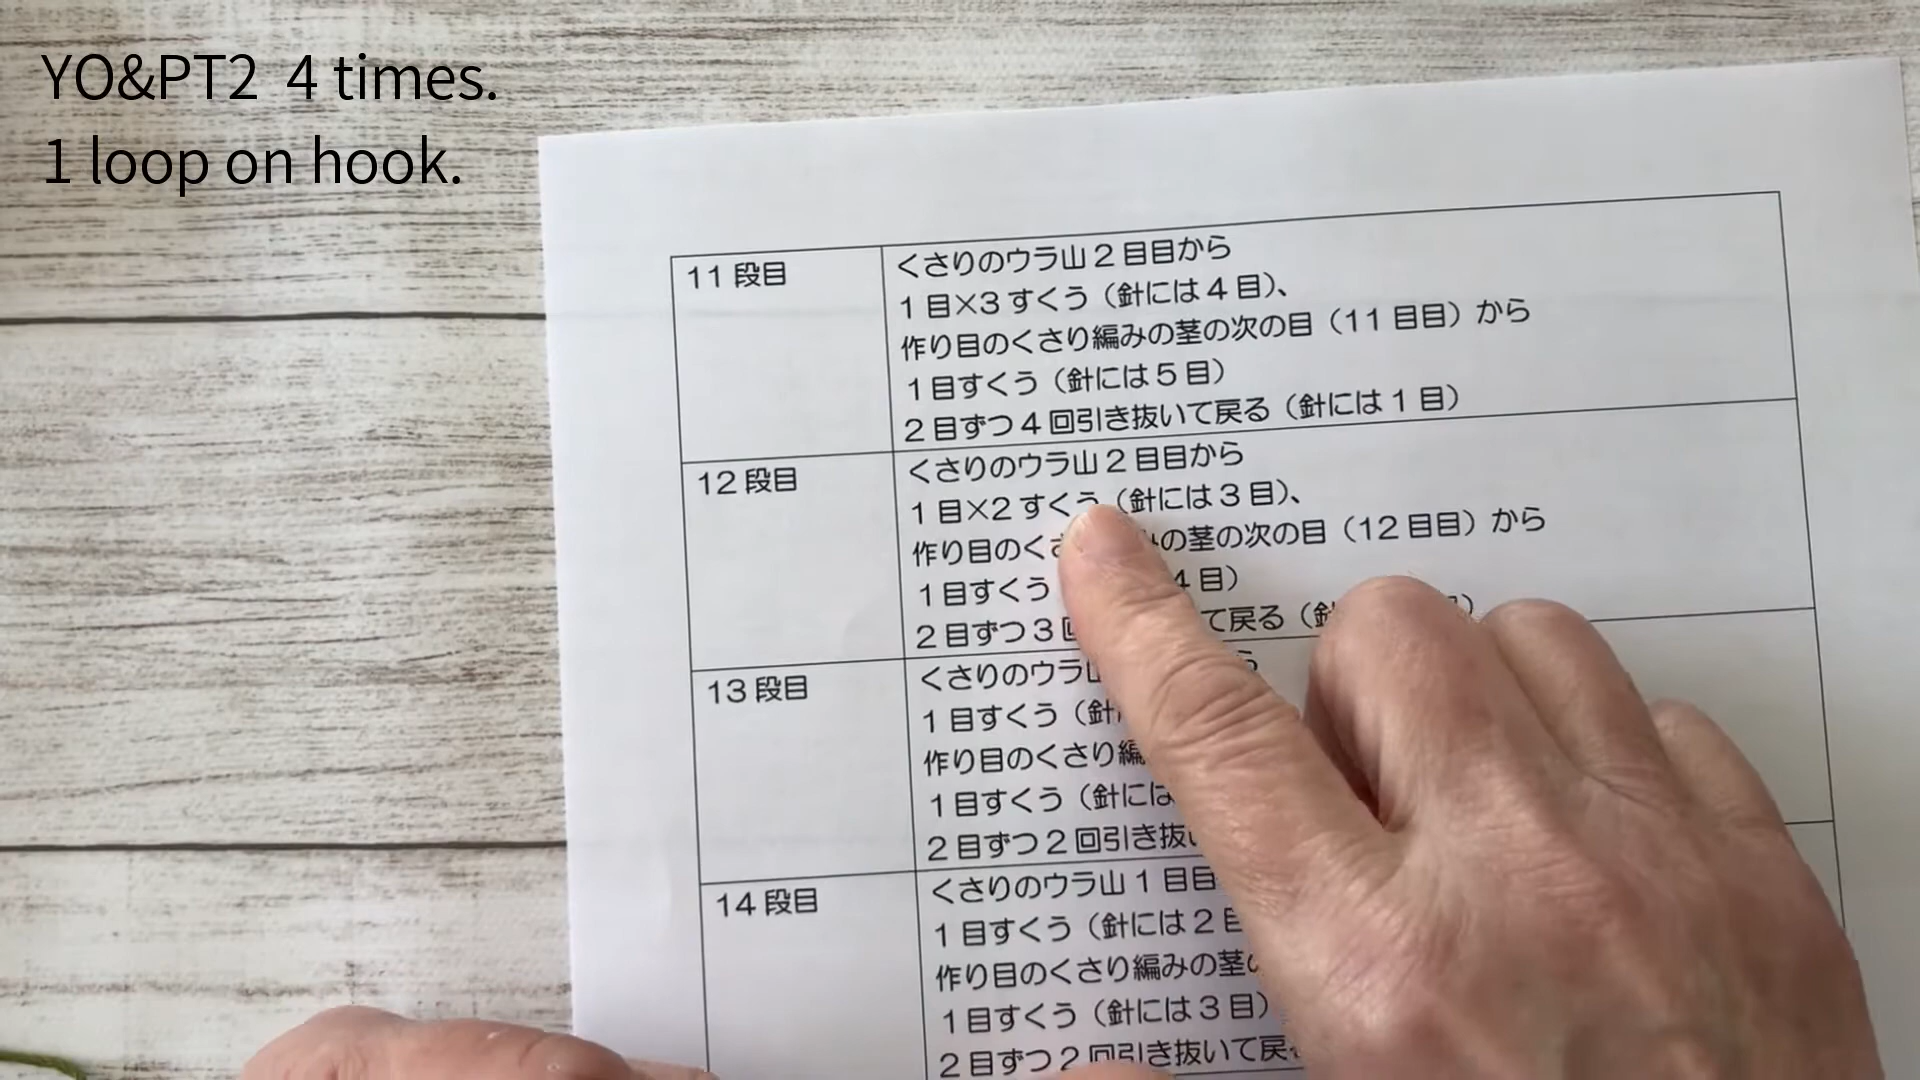 YO&PT2 4 times.
1 loop on hook.
11 段目
くさりのウラ山 2 目目から
1 目×3 すくう（針には 4 目）、
作り目のくさり編みの茎の次の目（11 目目）から
1 目すくう（針には 5 目）
2 目ずつ 4 回引き抜いて戻る（針には 1 目）
12 段目
くさりのウラ山 2 目目から
1 目×2 すくう（針には 3 目）、
作り目のくさ みの茎の次の目（12 目目）から
1 目すくう 4 目）
2 目ずつ 3 回 て戻る（針
13 段目
くさりのウラ山 ら
1 目すくう（針に
作り目のくさり編
1 目すくう（針には
2 目ずつ 2 回引き抜い
14 段目
くさりのウラ山 1 目目
1 目すくう（針には 2 目
作り目のくさり編みの茎の
1 目すくう（針には 3 目）
2 目ずつ 2 回引き抜いて戻る